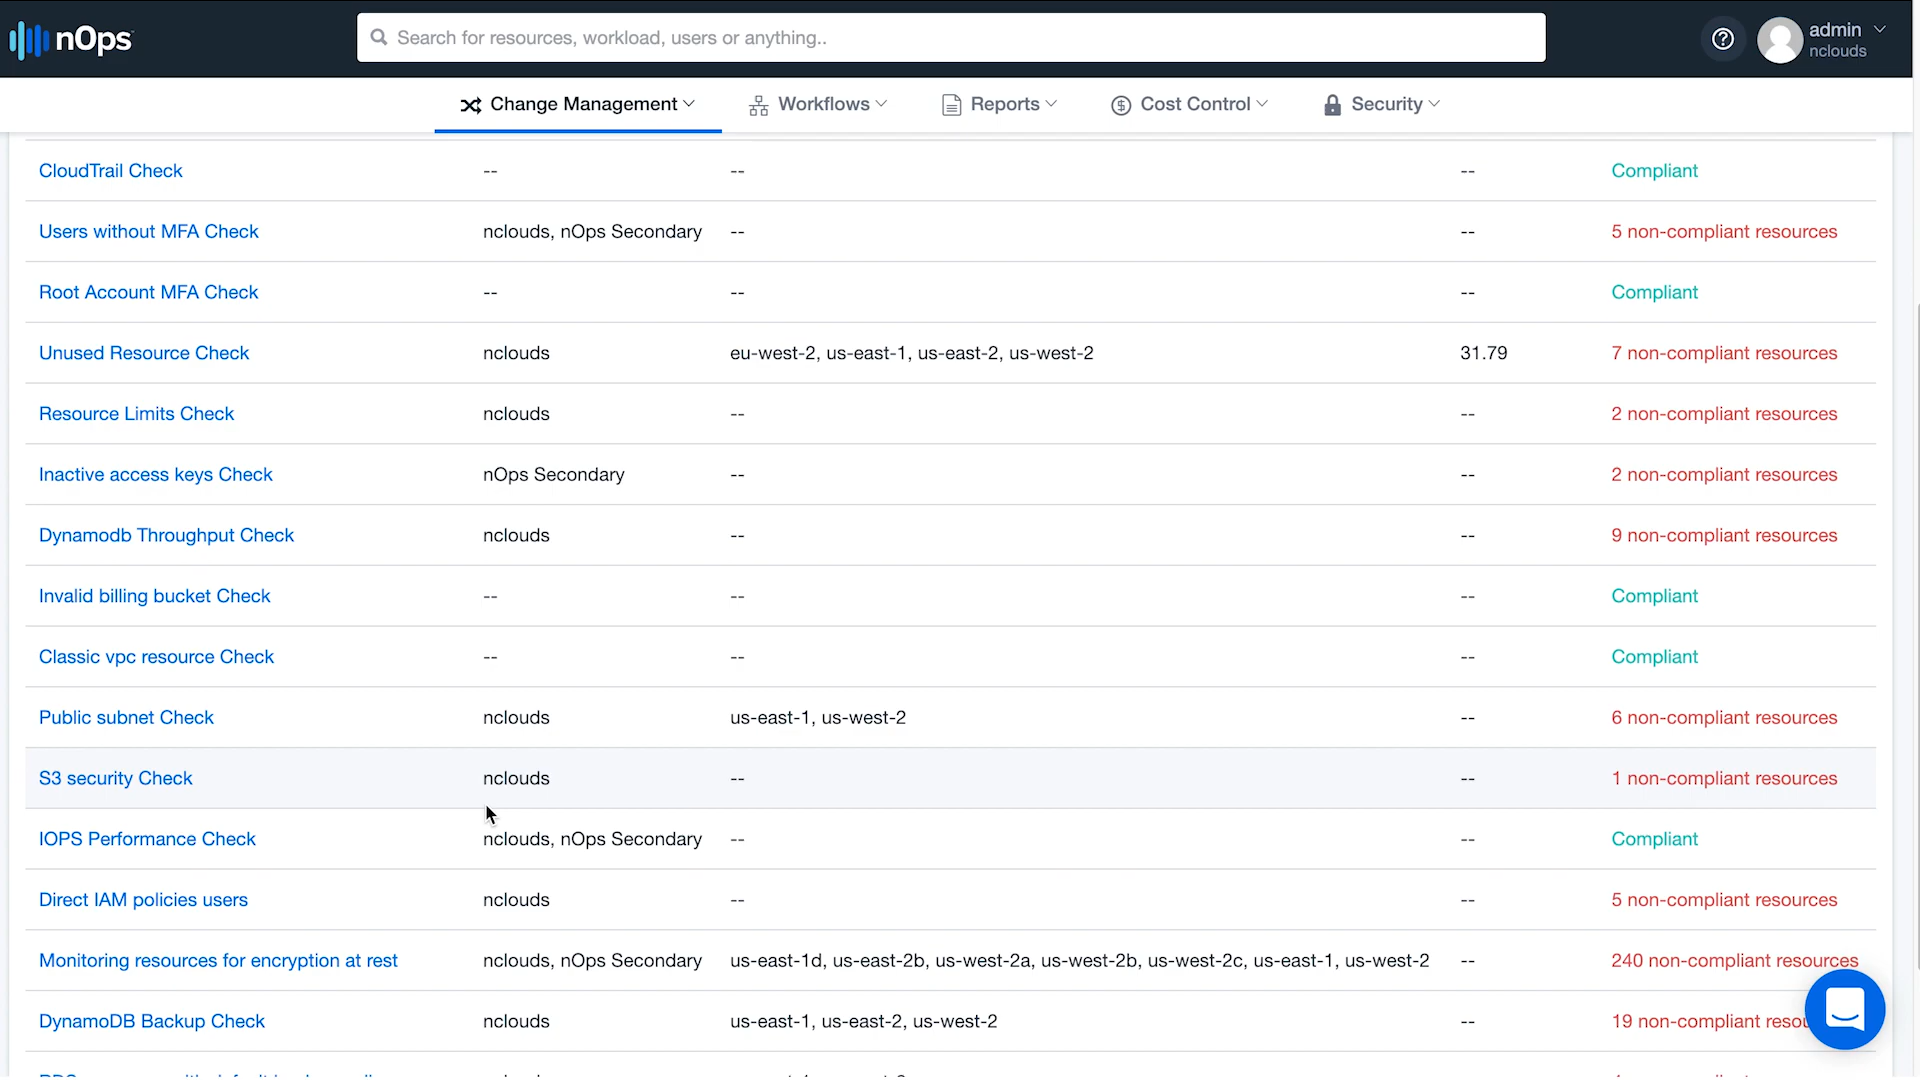 nOps
Search for resources, workload, users or anything..
admin
nclouds
Change Management
Workflows
Reports
Cost Control
Security
CloudTrail Check -- -- -- Compliant
Users without MFA Check nclouds, nOps Secondary -- -- 5 non-compliant resources
Root Account MFA Check -- -- -- Compliant
Unused Resource Check nclouds eu-west-2, us-east-1, us-east-2, us-west-2 31.79 7 non-compliant resources
Resource Limits Check nclouds -- -- 2 non-compliant resources
Inactive access keys Check nOps Secondary -- -- 2 non-compliant resources
Dynamodb Throughput Check nclouds -- -- 9 non-compliant resources
Invalid billing bucket Check -- -- -- Compliant
Classic vpc resource Check -- -- -- Compliant
Public subnet Check nclouds us-east-1, us-west-2 -- 6 non-compliant resources
S3 security Check nclouds -- -- 1 non-compliant resources
IOPS Performance Check nclouds, nOps Secondary -- -- Compliant
Direct IAM policies users nclouds -- -- 5 non-compliant resources
Monitoring resources for encryption at rest nclouds, nOps Secondary us-east-1d, us-east-2b, us-west-2a, us-west-2b, us-west-2c, us-east-1, us-west-2 -- 240 non-compliant resources
DynamoDB Backup Check nclouds us-east-1, us-east-2, us-west-2 -- 19 non-compliant